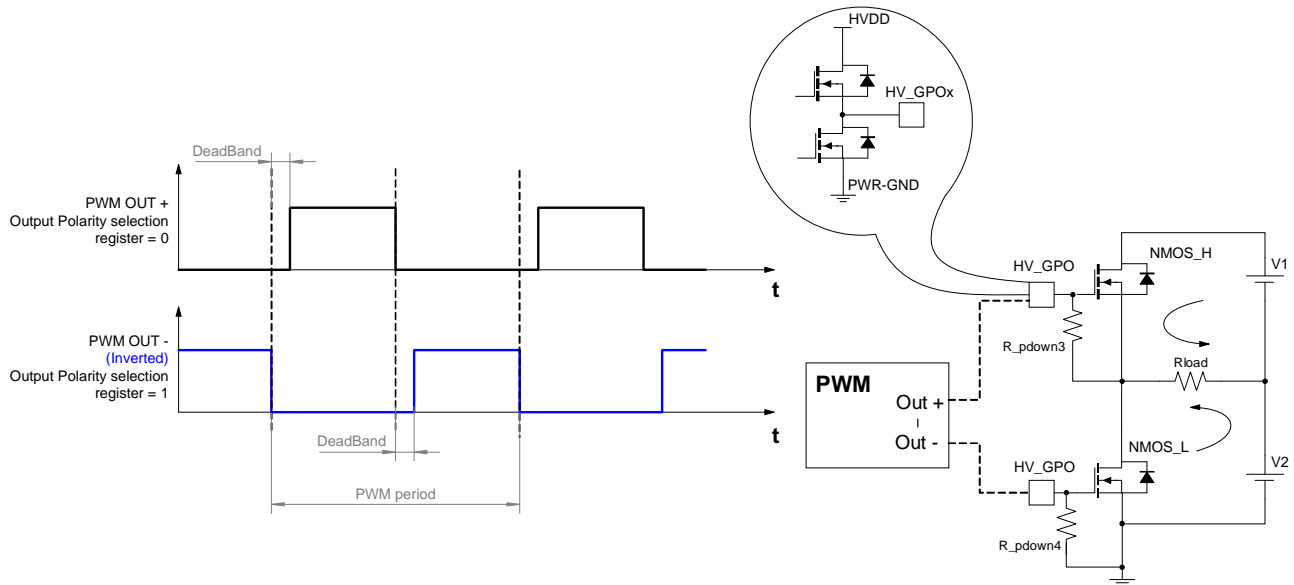 DeadBand
PWM OUT +
Output Polarity selection
register = 0
t
PWM OUT -
(Inverted)
Output Polarity selection
register = 1
t
DeadBand
PWM period
HVDD
HV_GPOx
PWR-GND
HV_GPO
NMOS_H
V1
R_pdown3
Rload
PWM
Out +
Out -
HV_GPO
NMOS_L
V2
R_pdown4